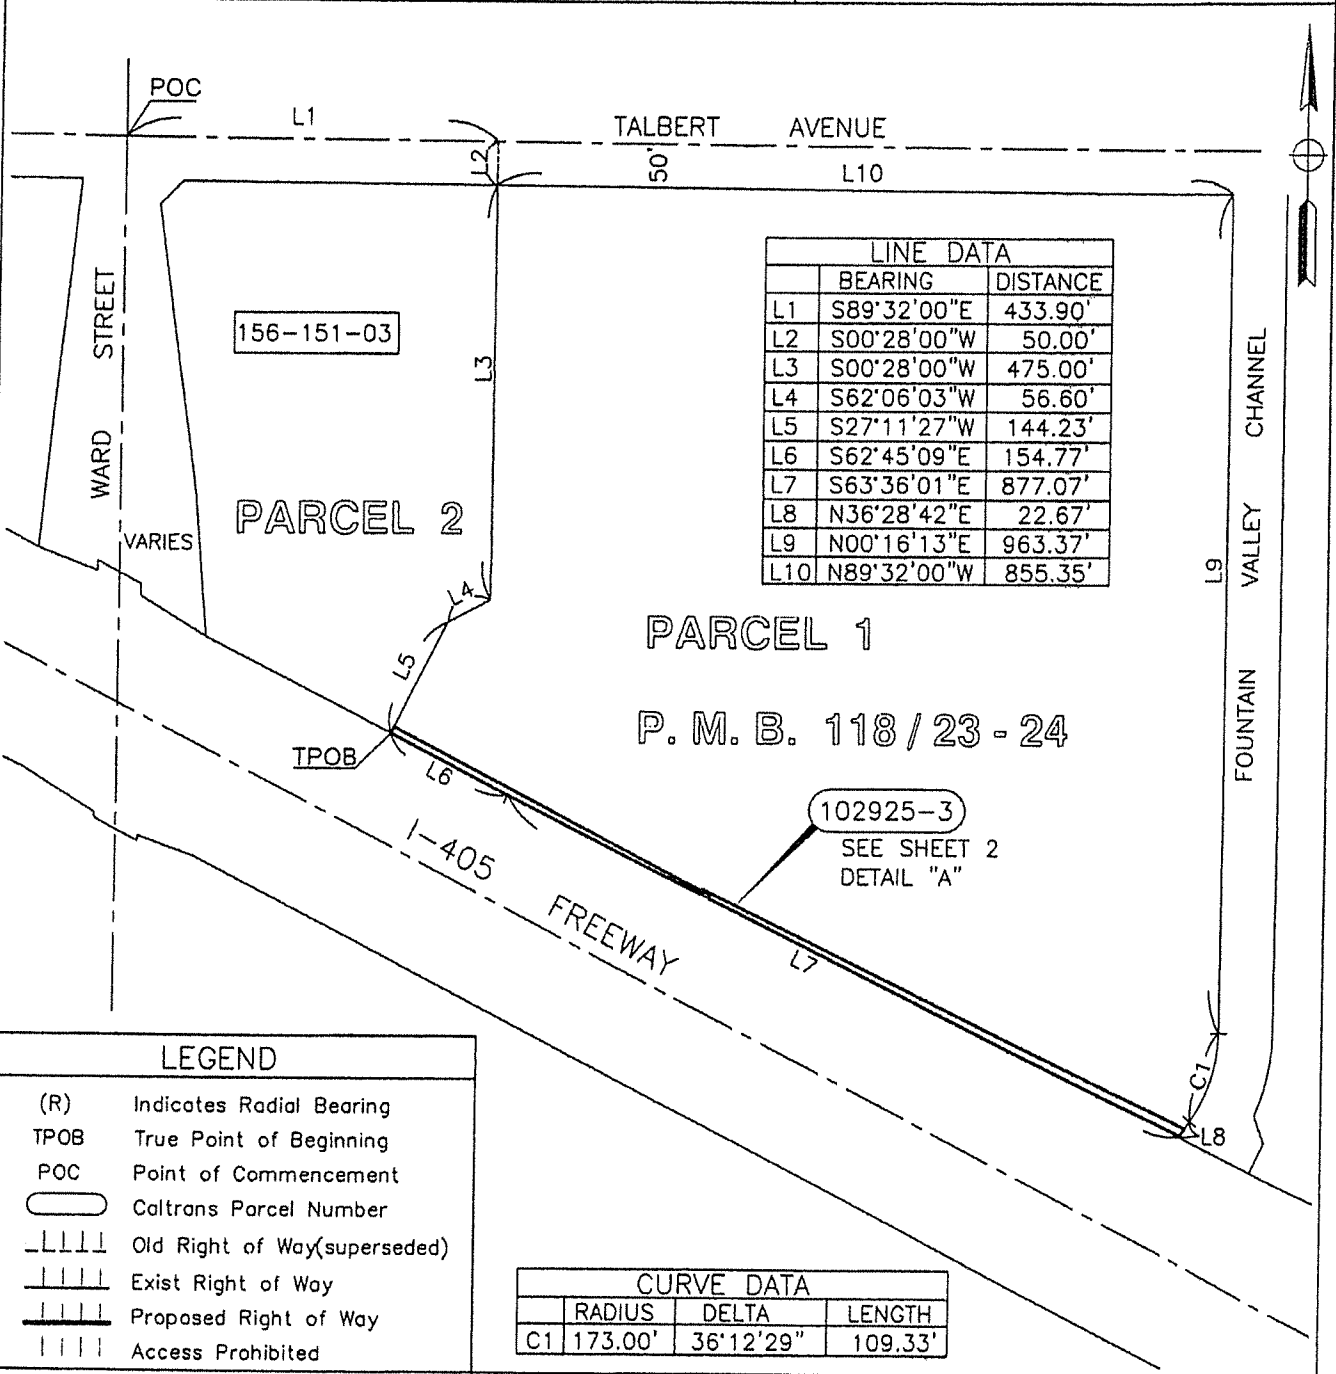 POC
L1
TALBERT AVENUE
L2
50'
L10
LINE DATA
BEARING DISTANCE
L1 S89°32'00"E 433.90'
L2 S00°28'00"W 50.00'
L3 S00°28'00"W 475.00'
L4 S62°06'03"W 56.60'
L5 S27°11'27"W 144.23'
L6 S62°45'09"E 154.77'
L7 S63°36'01"E 877.07'
L8 N36°28'42"E 22.67'
L9 N00°16'13"E 963.37'
L10 N89°32'00"W 855.35'
156-151-03
WARD STREET
L3
FOUNTAIN VALLEY CHANNEL
L9
PARCEL 2
VARIES
L4
PARCEL 1
L5
P. M. B. 118 / 23 - 24
TPOB
L6
102925-3
SEE SHEET 2
DETAIL "A"
I-405 FREEWAY
L7
C1
L8
LEGEND
(R) Indicates Radial Bearing
TPOB True Point of Beginning
POC Point of Commencement
Caltrans Parcel Number
Old Right of Way(superseded)
Exist Right of Way
Proposed Right of Way
Access Prohibited
CURVE DATA
RADIUS DELTA LENGTH
C1 173.00' 36°12'29" 109.33'